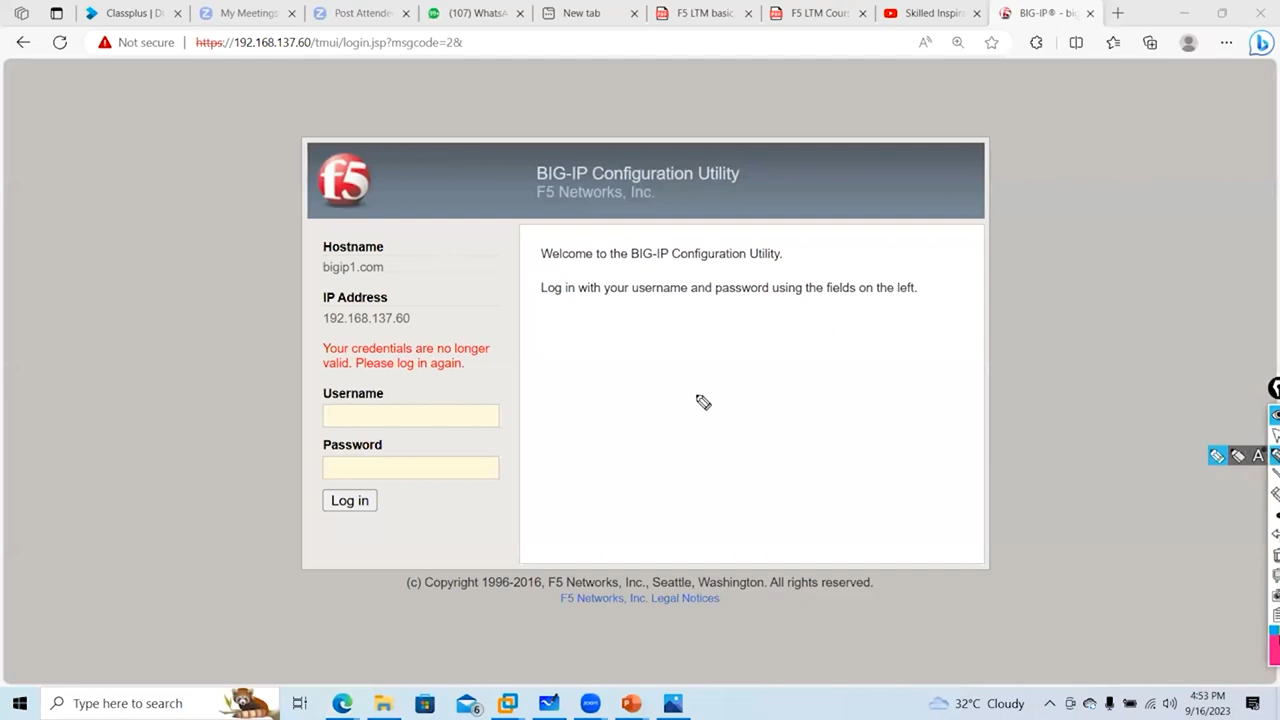 Classplus | Di
My Meetings
Post Attende
(107) WhatsA
New tab
F5 LTM basic
F5 LTM Cours
Skilled Inspira
BIG-IP® - big
Not secure
https://192.168.137.60/tmui/login.jsp?msgcode=2&
f5
BIG-IP Configuration Utility
F5 Networks, Inc.
Hostname
bigip1.com
IP Address
192.168.137.60
Your credentials are no longer
valid. Please log in again.
Username
Password
Log in
Welcome to the BIG-IP Configuration Utility.
Log in with your username and password using the fields on the left.
(c) Copyright 1996-2016, F5 Networks, Inc., Seattle, Washington. All rights reserved.
F5 Networks, Inc. Legal Notices
A
Type here to search
6
zoom
32°C Cloudy
4:53 PM
9/16/2023